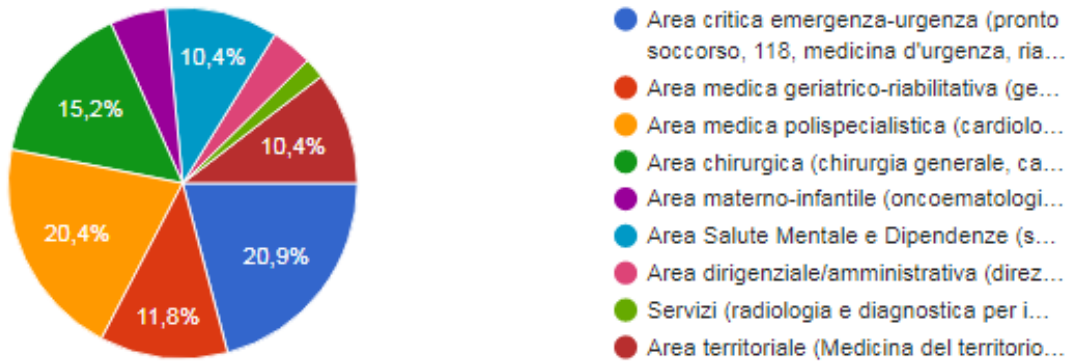 10,4%
15,2%
10,4%
20,4%
20,9%
11,8%
Area critica emergenza-urgenza (pronto
soccorso, 118, medicina d'urgenza, ria...
Area medica geriatrico-riabilitativa (ge...
Area medica polispecialistica (cardiolo...
Area chirurgica (chirurgia generale, ca...
Area materno-infantile (oncoematologi...
Area Salute Mentale e Dipendenze (s...
Area dirigenziale/amministrativa (direz...
Servizi (radiologia e diagnostica per i...
Area territoriale (Medicina del territorio...